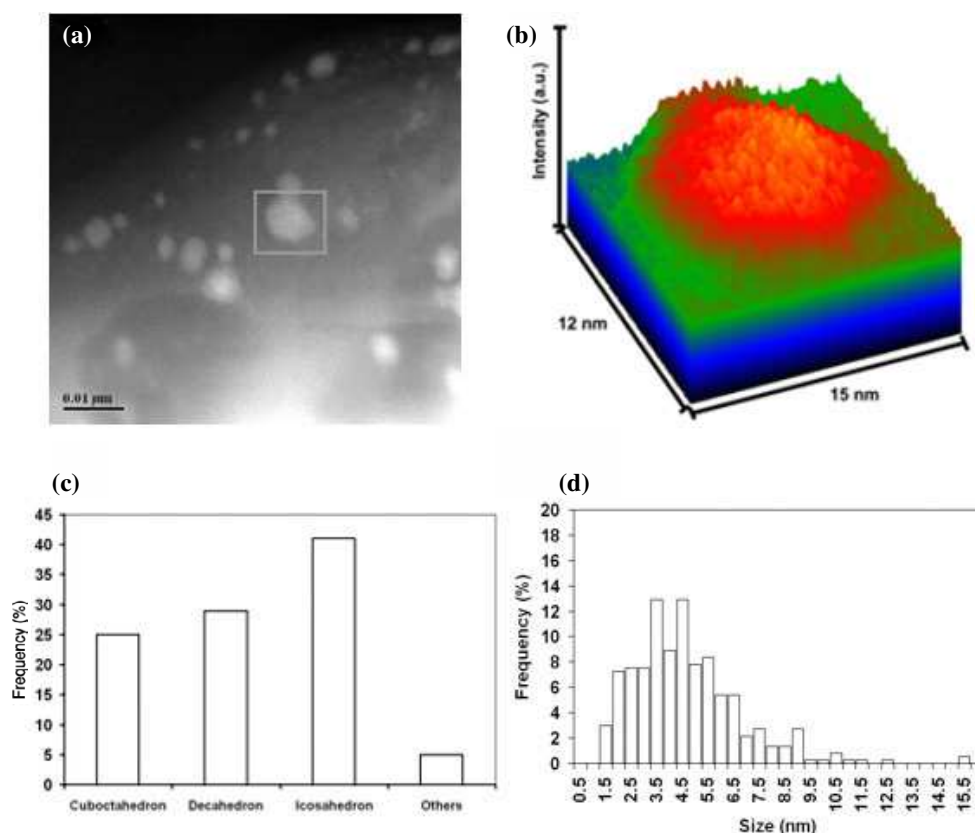 (a)
0.01 µm
(b)
Intensity (a.u.)
12 nm
15 nm
(c)
Frequency (%)
45
40
35
30
25
20
15
10
5
0
Cuboctahedron Decahedron Icosahedron Others
(d)
Frequency (%)
20
18
16
14
12
10
8
6
4
2
0
0.5 1.5 2.5 3.5 4.5 5.5 6.5 7.5 8.5 9.5 10.5 11.5 12.5 13.5 14.5 15.5
Size (nm)